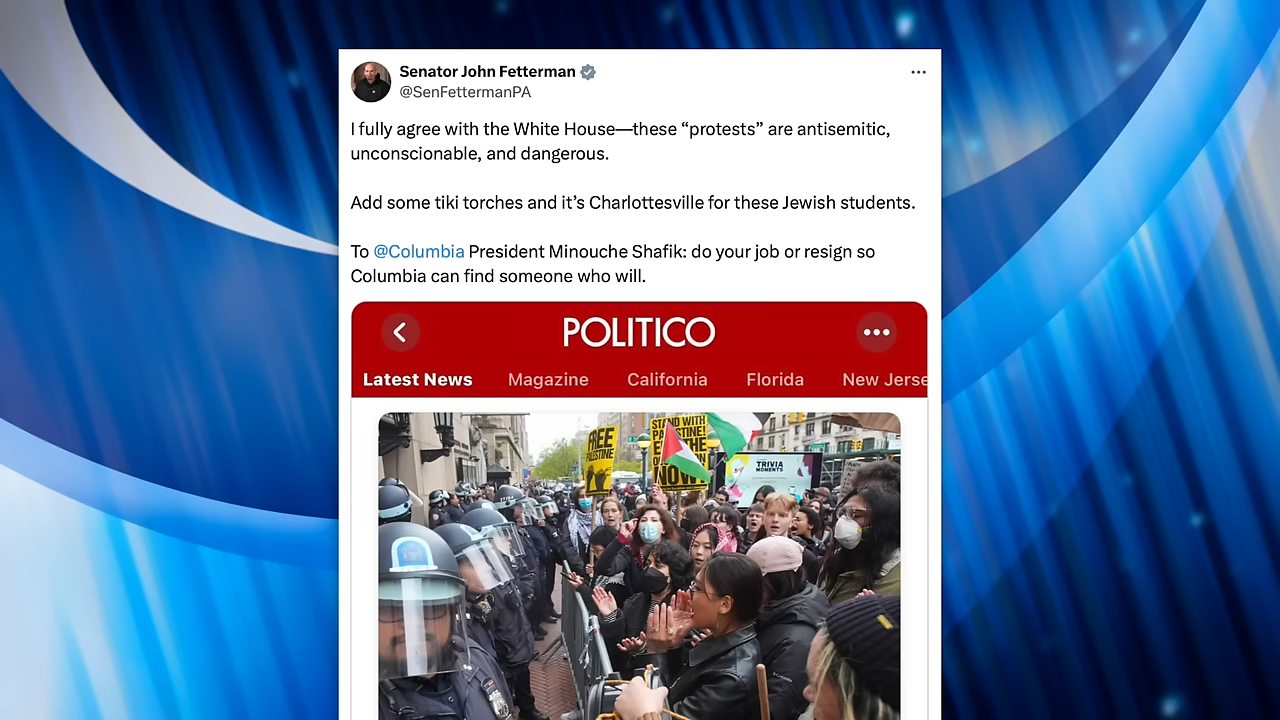 Senator John Fetterman
@SenFettermanPA
I fully agree with the White House—these “protests” are antisemitic,
unconscionable, and dangerous.
Add some tiki torches and it’s Charlottesville for these Jewish students.
To @Columbia President Minouche Shafik: do your job or resign so
Columbia can find someone who will.
POLITICO
Latest News Magazine California Florida New Jerse
FREE
PALESTINE
STAND WITH
PALESTINE!
THE
NOW!
TRIVIA
MOMENTS